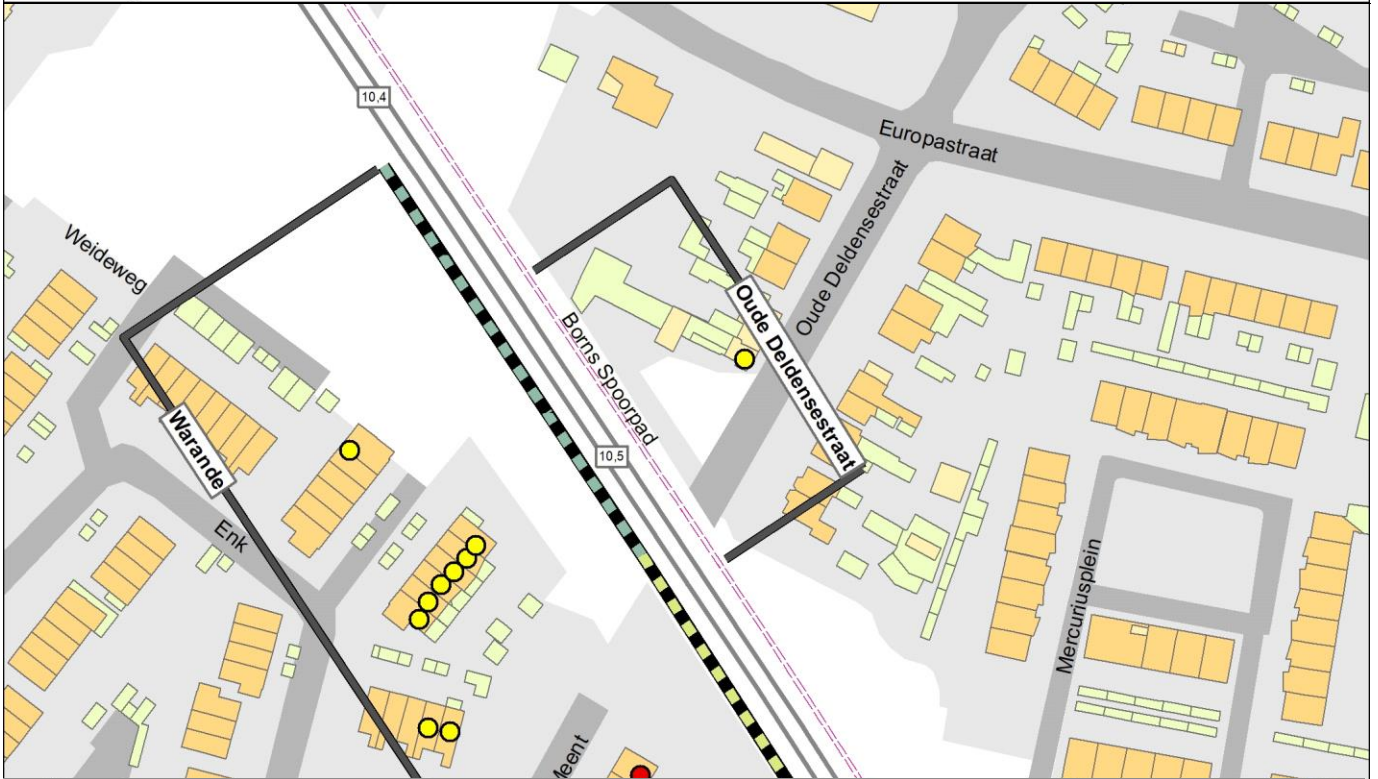 10,4
Europastraat
Oude Deldensestraat
Weideweg
Oude Deldensestraat
Borns Spoorpad
Warande
10,5
Enk
Mercuriusplein
Meent